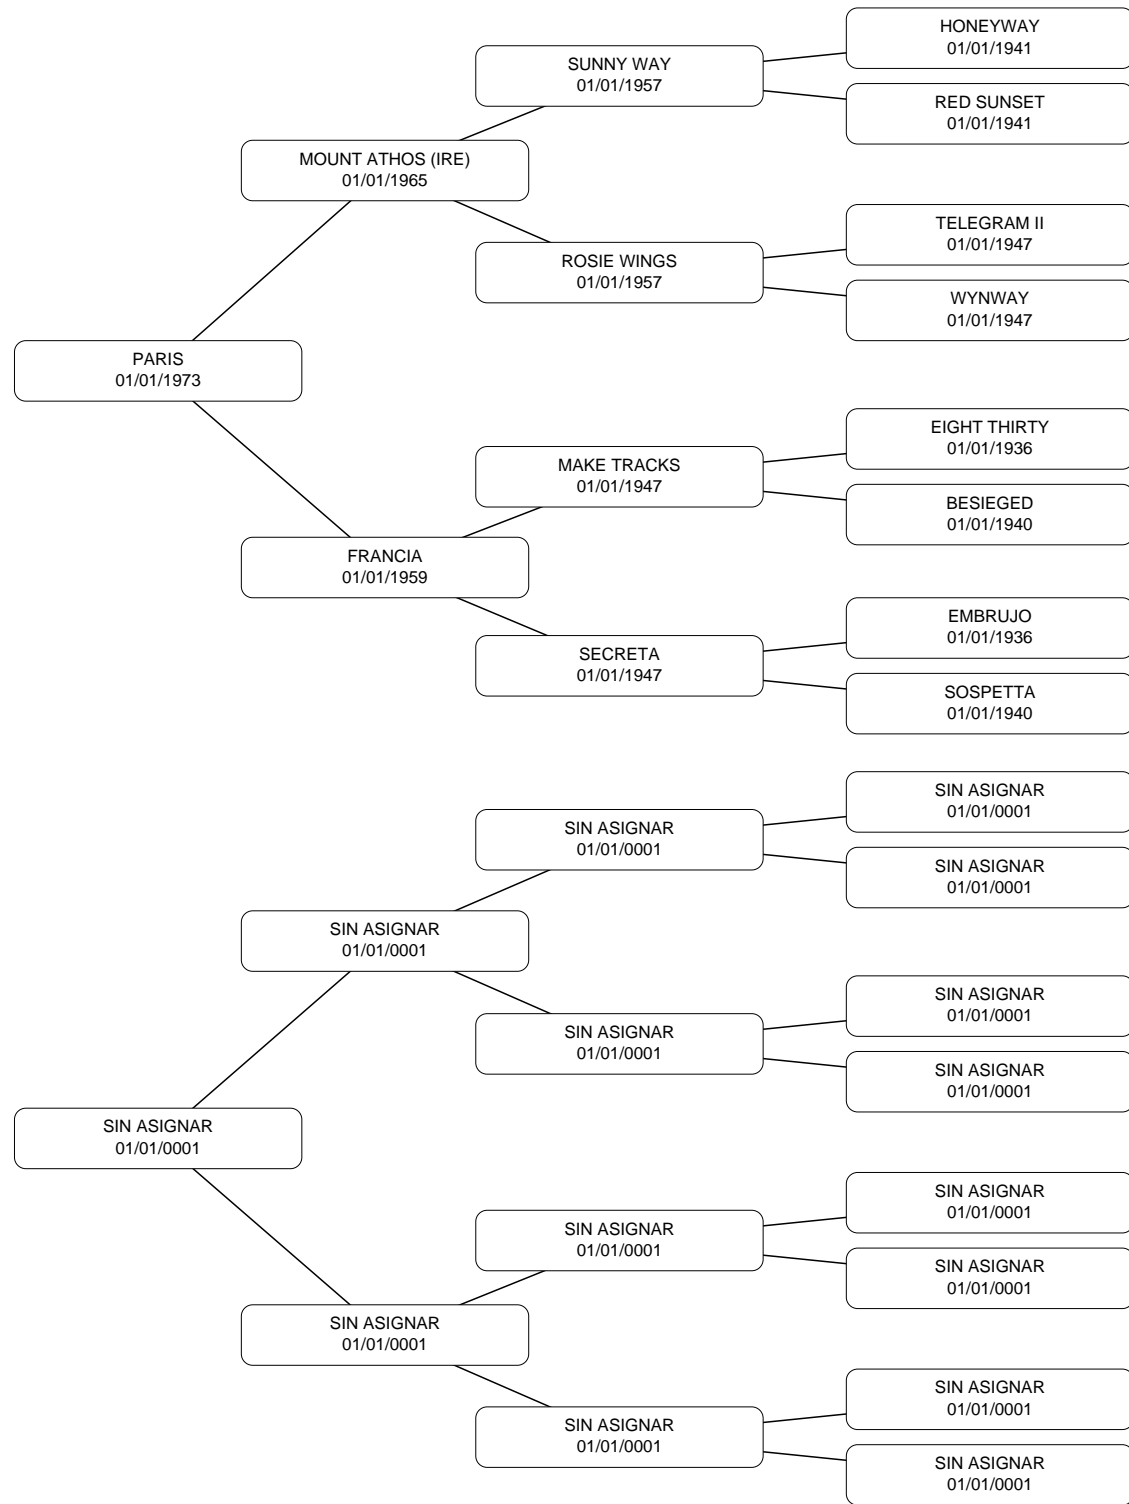 HONEYWAY
01/01/1941
SUNNY WAY
01/01/1957
RED SUNSET
01/01/1941
MOUNT ATHOS (IRE)
01/01/1965
TELEGRAM II
01/01/1947
ROSIE WINGS
01/01/1957
WYNWAY
01/01/1947
PARIS
01/01/1973
EIGHT THIRTY
01/01/1936
MAKE TRACKS
01/01/1947
BESIEGED
01/01/1940
FRANCIA
01/01/1959
EMBRUJO
01/01/1936
SECRETA
01/01/1947
SOSPETTA
01/01/1940
SIN ASIGNAR
01/01/0001
SIN ASIGNAR
01/01/0001
SIN ASIGNAR
01/01/0001
SIN ASIGNAR
01/01/0001
SIN ASIGNAR
01/01/0001
SIN ASIGNAR
01/01/0001
SIN ASIGNAR
01/01/0001
SIN ASIGNAR
01/01/0001
SIN ASIGNAR
01/01/0001
SIN ASIGNAR
01/01/0001
SIN ASIGNAR
01/01/0001
SIN ASIGNAR
01/01/0001
SIN ASIGNAR
01/01/0001
SIN ASIGNAR
01/01/0001
SIN ASIGNAR
01/01/0001